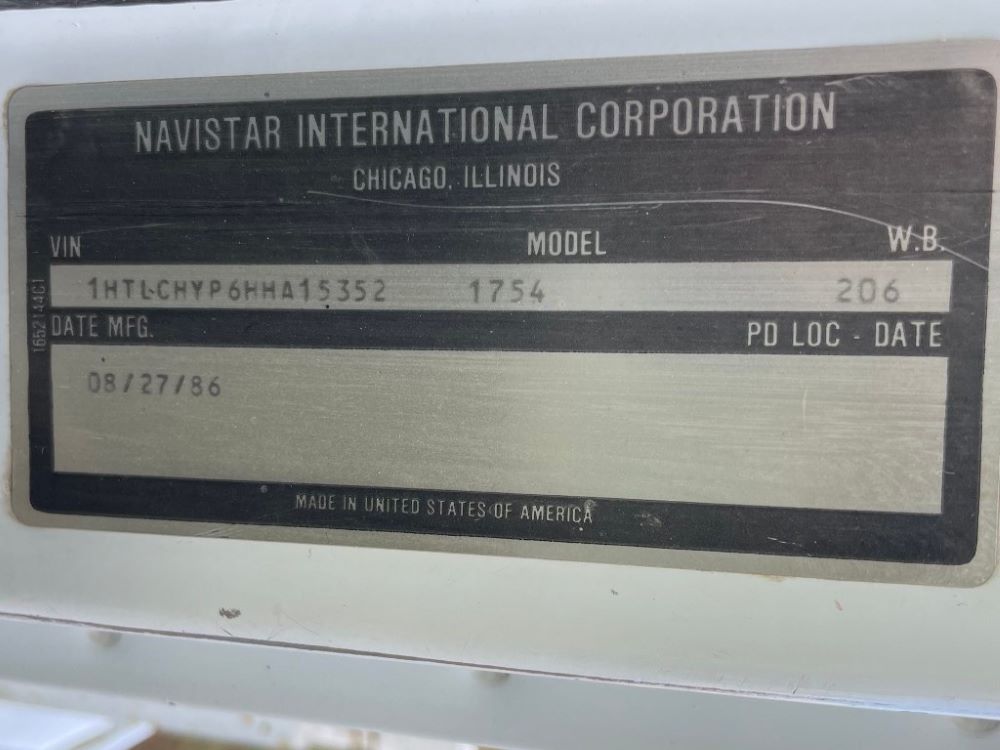 NAVISTAR INTERNATIONAL CORPORATION
CHICAGO, ILLINOIS
VIN MODEL W.B.
1HTLCHYP6HHA15352 1754 206
1652144C1
DATE MFG. PD LOC - DATE
08/27/86
MADE IN UNITED STATES OF AMERICA